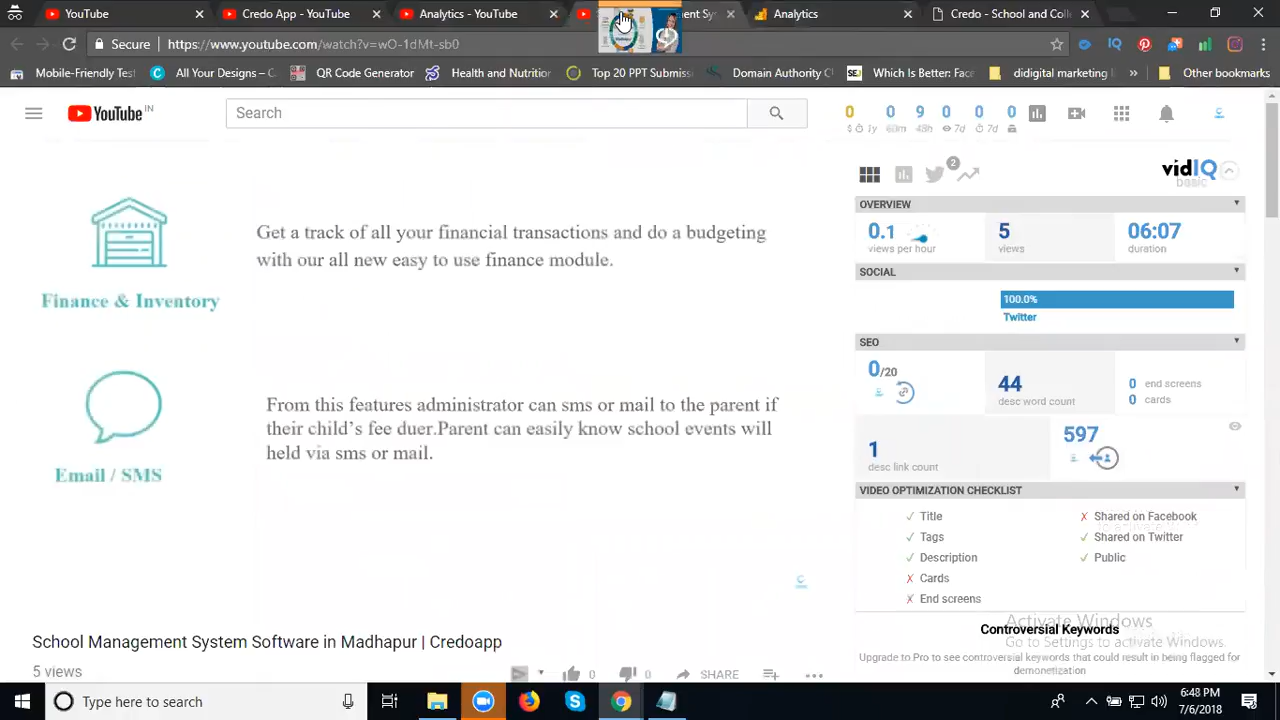 YouTube
Credo App - YouTube
Analytics - YouTube
Analytics
Credo - School and Col
Secure
https://www.youtube.com/watch?v=wO-1dMt-sb0
Mobile-Friendly Test
All Your Designs - C
QR Code Generator
Health and Nutrition
Top 20 PPT Submiss
Domain Authority C
SEJ
Which Is Better: Face
didigital marketing
»
Other bookmarks
YouTube IN
Search
0 0 9 0 0 0
1y 60m 48h 7d 7d
2
vidIQ
basic
Finance & Inventory
Get a track of all your financial transactions and do a budgeting
with our all new easy to use finance module.
Email / SMS
From this features administrator can sms or mail to the parent if
their child's fee duer.Parent can easily know school events will
held via sms or mail.
School Management System Software in Madhapur | Credoapp
5 views
0
0
SHARE
OVERVIEW
0.1
views per hour
5
views
06:07
duration
SOCIAL
100.0%
Twitter
SEO
0/20
44
desc word count
0 end screens
0 cards
1
desc link count
597
VIDEO OPTIMIZATION CHECKLIST
Title
Tags
Description
Cards
End screens
Shared on Facebook
Shared on Twitter
Public
Controversial Keywords
Upgrade to Pro to see controversial keywords that could result in being flagged for
demonetization
Activate Windows
Go to Settings to activate Windows.
Type here to search
6:48 PM
7/6/2018